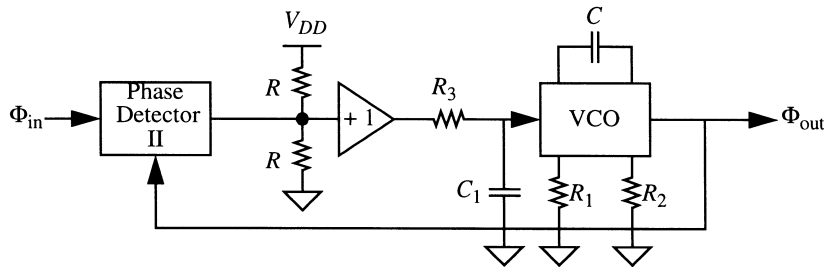 V_DD
C
R
R_3
Phase
Detector
II
Φ_in
+ 1
VCO
Φ_out
R
C_1
R_1
R_2